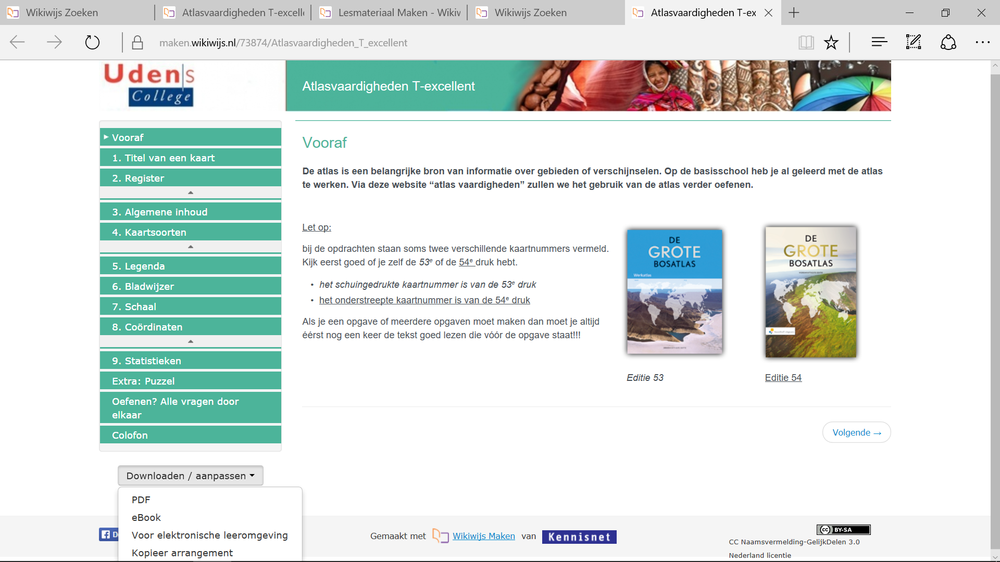 Wikiwijs Zoeken
Atlasvaardigheden T-excelle
Lesmateriaal Maken - Wikiw
Wikiwijs Zoeken
Atlasvaardigheden T-ex
maken.wikiwijs.nl/73874/Atlasvaardigheden_T_excellent
Udens
College
Atlasvaardigheden T-excellent
Vooraf
1. Titel van een kaart
2. Register
3. Algemene inhoud
4. Kaartsoorten
5. Legenda
6. Bladwijzer
7. Schaal
8. Coördinaten
9. Statistieken
Extra: Puzzel
Oefenen? Alle vragen door
elkaar
Colofon
Downloaden / aanpassen
PDF
eBook
Voor elektronische leeromgeving
Kopieer arrangement
Vooraf
De atlas is een belangrijke bron van informatie over gebieden of verschijnselen. Op de basisschool heb je al geleerd met de atlas
te werken. Via deze website “atlas vaardigheden” zullen we het gebruik van de atlas verder oefenen.
Let op:
bij de opdrachten staan soms twee verschillende kaartnummers vermeld.
Kijk eerst goed of je zelf de 53e of de 54e druk hebt.
• het schuingedrukte kaartnummer is van de 53e druk
• het onderstreepte kaartnummer is van de 54e druk
Als je een opgave of meerdere opgaven moet maken dan moet je altijd
éérst nog een keer de tekst goed lezen die vóór de opgave staat!!!
DE
GROTE
BOSATLAS
Werkatlas
Editie 53
DE
GROTE
BOSATLAS
Editie 54
Volgende →
D
Gemaakt met Wikiwijs Maken van Kennisnet
cc BY-SA
CC Naamsvermelding-GelijkDelen 3.0
Nederland licentie